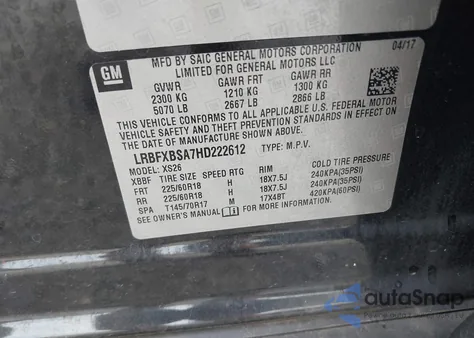 MFD BY SAIC GENERAL MOTORS CORPORATION 04/17
LIMITED FOR GENERAL MOTORS LLC
GM
GVWR GAWR FRT GAWR RR
2300 KG 1210 KG 1300 KG
5070 LB 2667 LB 2866 LB
THIS VEHICLE CONFORMS TO ALL APPLICABLE U.S. FEDERAL MOTOR
VEHICLE SAFETY AND THEFT PREVENTION STANDARDS IN EFFECT ON
THE DATE OF MANUFACTURE SHOWN ABOVE.
LRBFXBSA7HD222612 TYPE: M.P.V.
MODEL: XS26
XBBF TIRE SIZE SPEED RTG RIM COLD TIRE PRESSURE
FRT 225/60R18 H 18X7.5J 240KPA(35PSI)
RR 225/60R18 H 18X7.5J 240KPA(35PSI)
SPA T145/70R17 M 17X4BT 420KPA(60PSI)
SEE OWNER'S MANUAL FOR MORE INFORMATION.
autoSnap